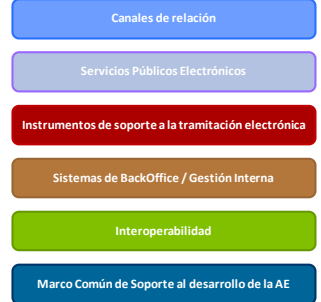 Canales de relación
Servicios Públicos Electrónicos
Instrumentos de soporte a la tramitación electrónica
Sistemas de BackOffice / Gestión Interna
Interoperabilidad
Marco Común de Soporte al desarrollo de la AE